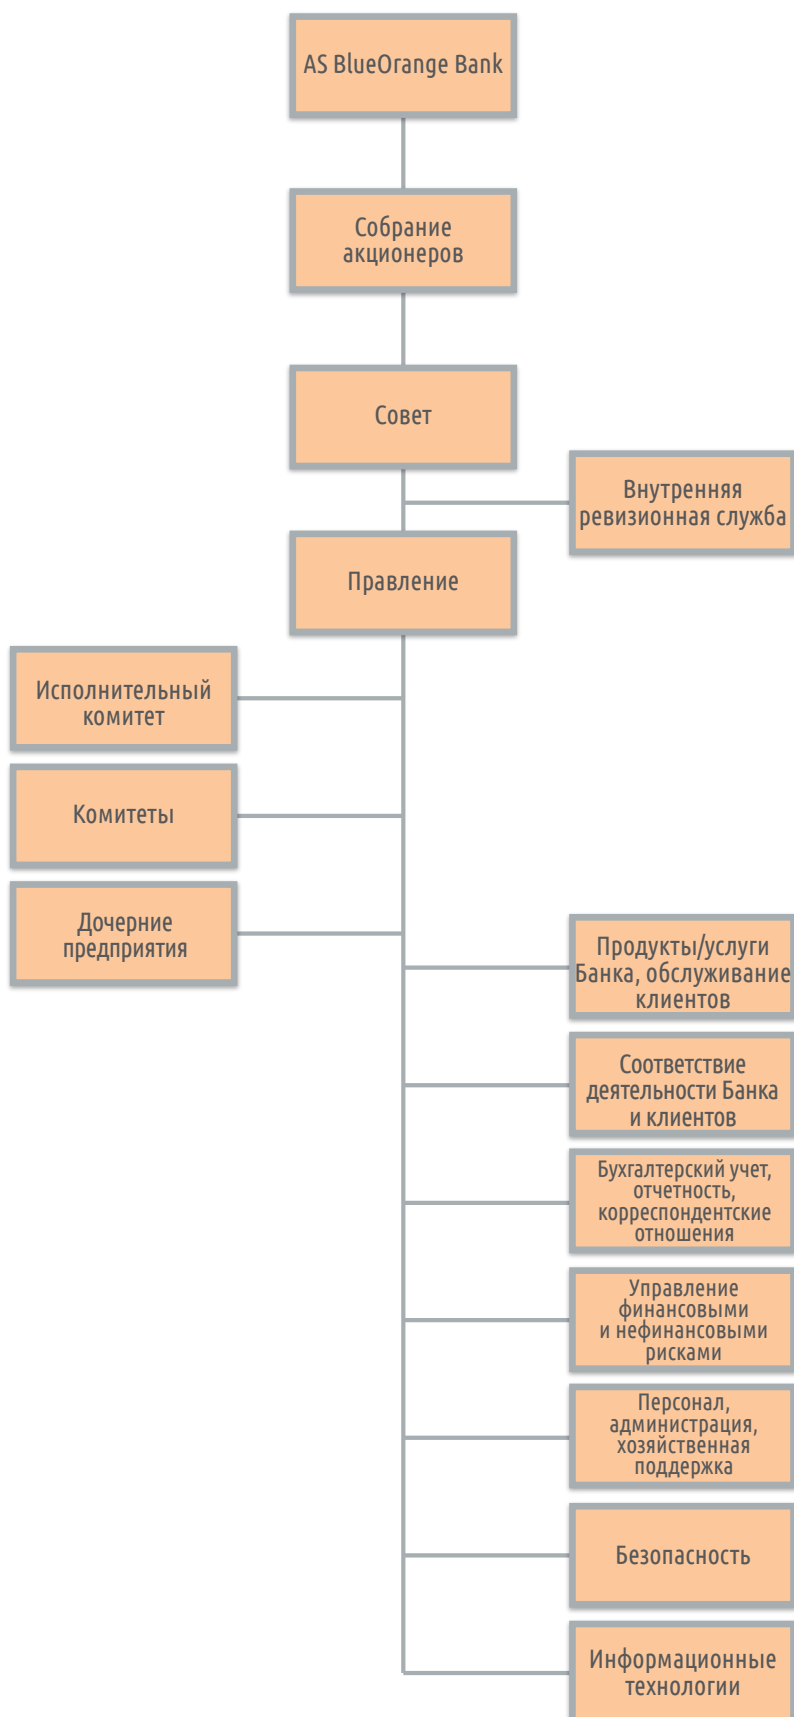 AS BlueOrange Bank
Собрание
акционеров
Совет
Внутренняя
ревизионная служба
Правление
Исполнительный
комитет
Комитеты
Дочерние
предприятия
Продукты/услуги
Банка, обслуживание
клиентов
Соответствие
деятельности Банка
и клиентов
Бухгалтерский учет,
отчетность,
корреспондентские
отношения
Управление
финансовыми
и нефинансовыми
рисками
Персонал,
администрация,
хозяйственная
поддержка
Безопасность
Информационные
технологии